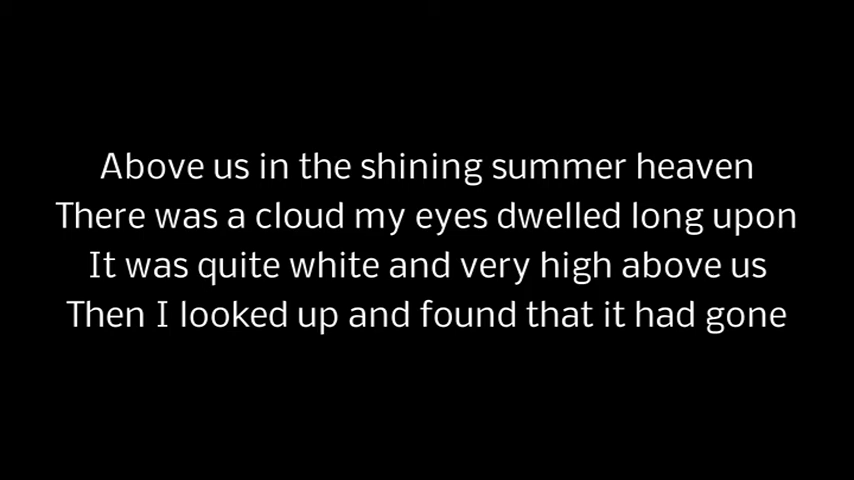 Above us in the shining summer heaven
There was a cloud my eyes dwelled long upon
It was quite white and very high above us
Then I looked up and found that it had gone